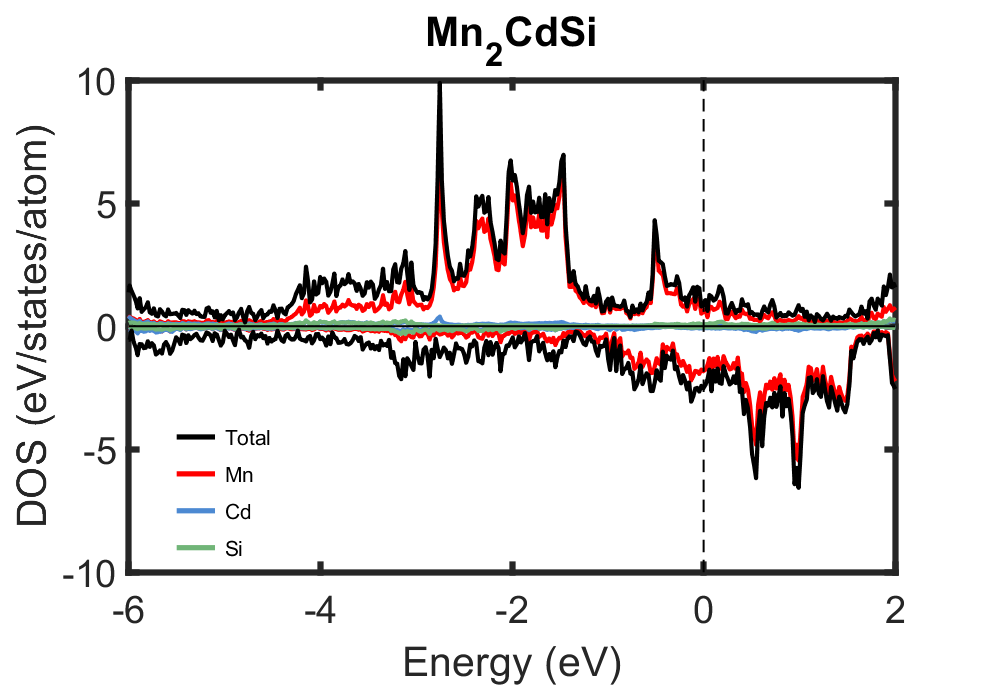 Mn2CdSi
10
5
0
-5
-10
DOS (eV/states/atom)
Total
Mn
Cd
Si
-6 -4 -2 0 2
Energy (eV)